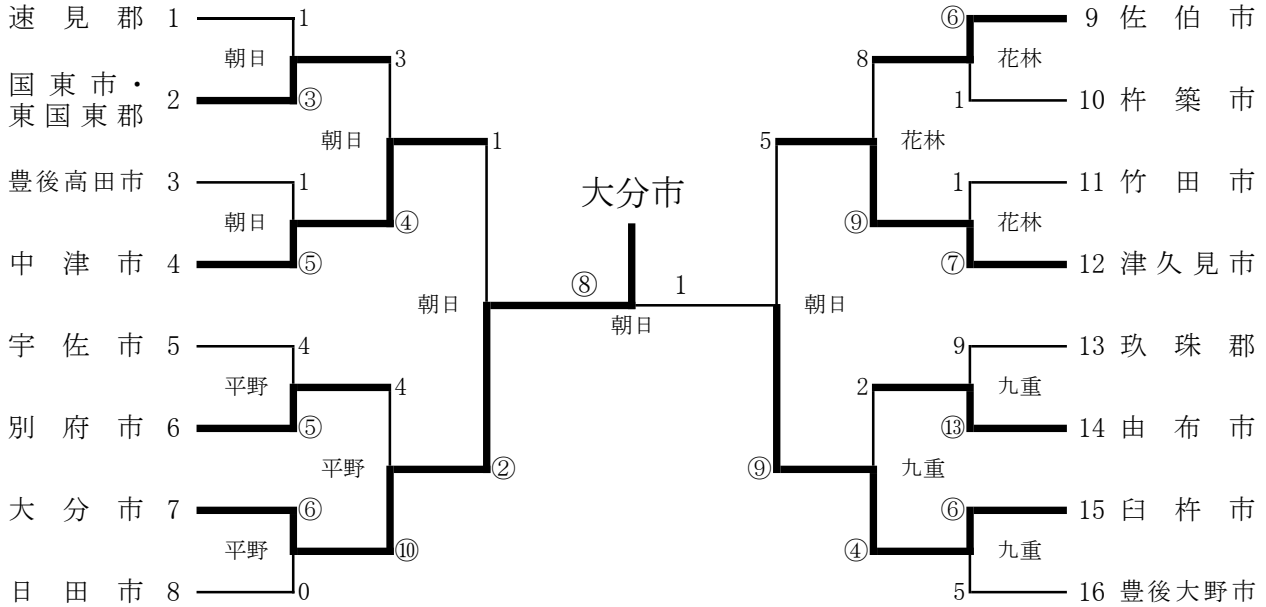 速見郡 1 1
朝日
国東市・
東国東郡 2 ③ 3
朝日
豊後高田市 3 1
朝日
中津市 4 ⑤ ④ 1
朝日
宇佐市 5 4
平野
別府市 6 ⑤ 4
平野
大分市 7 ⑥
平野
日田市 8 0 ⑩ ②
大分市
⑧ 1
朝日
⑥ 9 佐伯市
8 花林
1 10 杵築市
5 花林
1 11 竹田市
⑨ 花林
⑦ 12 津久見市
朝日
9 13 玖珠郡
2 九重
⑬ 14 由布市
⑨ 九重
⑥ 15 臼杵市
④ 九重
5 16 豊後大野市